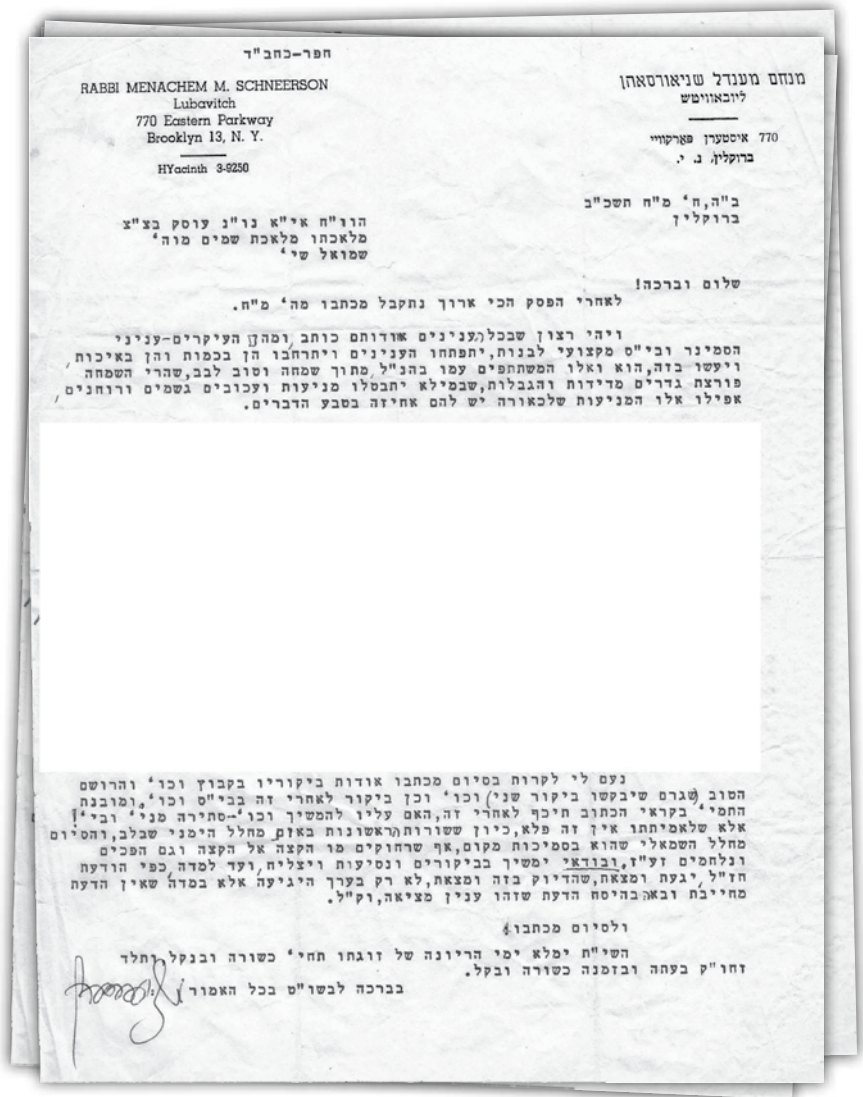 חפר-כחב"ד
RABBI MENACHEM M. SCHNEERSON
Lubavitch
770 Eastern Parkway
Brooklyn 13, N. Y.
HYacinth 3-9250
מנחם מענדל שניאורסאהן
ליובאוויטש
770 איסטערן פארקוויי
ברוקלין, נ. י.
ב"ה, ח' מ"ח תשכ"ב
ברוקלין
הוו"ח אי"א נו"נ עוסק בצ"צ
מלאכתו מלאכת שמים מוה'
שמואל שי'
שלום וברכה!
לאחרי הפסק הכי ארוך נתקבל מכתבו מה' מ"ח.
ויהי רצון שבכל הענינים אודותם כותב, ומהן העיקרים-עניני
הסמינר ובי"ס מקצועי לבנות, יתפתחו הענינים ויתרחבו הן בכמות והן באיכות,
ויעשו בזה, הוא ואלו המשתתפים עמו בהנ"ל, מתוך שמחה וטוב לבב, שהרי השמחה
פורצת גדרים מדידות והגבלות, שבמילא יתבטלו מניעות ועכובים גשמים ורוחנים,
אפילו אלו המניעות שלכאורה יש להם אחיזה בטבע הדברים.
נעם לי לקרות בסיום מכתבו אודות ביקוריו בקבוץ וכו' והרושם
הטוב (שגרם שיבקשו ביקור שני) וכו' וכן ביקור לאחרי זה בבי"ס וכו', ומובנת
התמי' בקראי הכתוב תיכף לאחרי זה, האם עליו להמשיך וכו'-סתירה מני' ובי'!
אלא שלאמיתתו אין זה פלא, כיון ששורות הראשונות באות מחלל הימני שבלב, והסיום
מחלל השמאלי שהוא בסמיכות מקום, אף שרחוקים מן הקצה אל הקצה וגם הפכים
ונלחמים זע"ז. ובודאי ימשיך בביקורים ונסיעות ויצליח, ועד למדה, כפי הודעת
חז"ל, יגעת ומצאת, שהדיוק בזה ומצאת, לא רק בערך היגיעה אלא במדה שאין הדעת
מחייבת ובאה בהיסח הדעת שזהו ענין מציאה, וק"ל.
ולסיום מכתבו:
השי"ת ימלא ימי הריונה של זוגתו תחי' כשורה ובנקל, ותלד
זחו"ק בעתה ובזמנה כשורה ובקל.
בברכה לבשו"ט בכל האמור